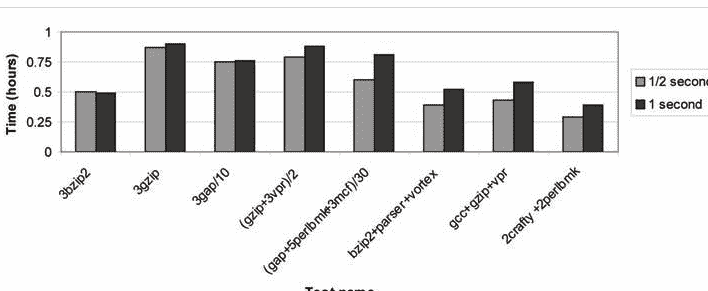 1
0.75
0.5
0.25
0
Time (hours)
1/2 second
1 second
3bzip2
3gzip
3gap/10
(gzip+3vpr)/2
(gap+5perlbmk+3mcf)/30
bzip2+parser+vortex
gcc+gzip+vpr
2crafty +2perlbmk
Test name